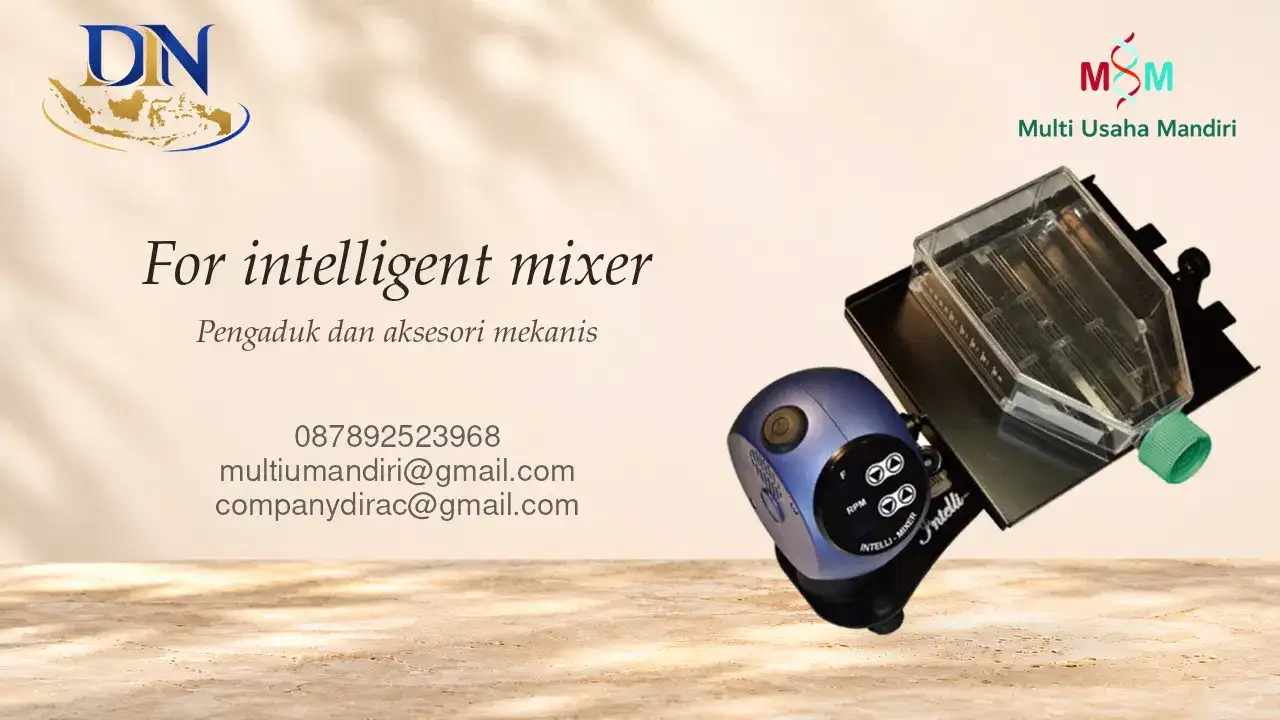 DN
M M
Multi Usaha Mandiri
For intelligent mixer
Pengaduk dan aksesori mekanis
087892523968
multiumandiri@gmail.com
companydirac@gmail.com
F
RPM
INTELLI - MIXER
Intelli